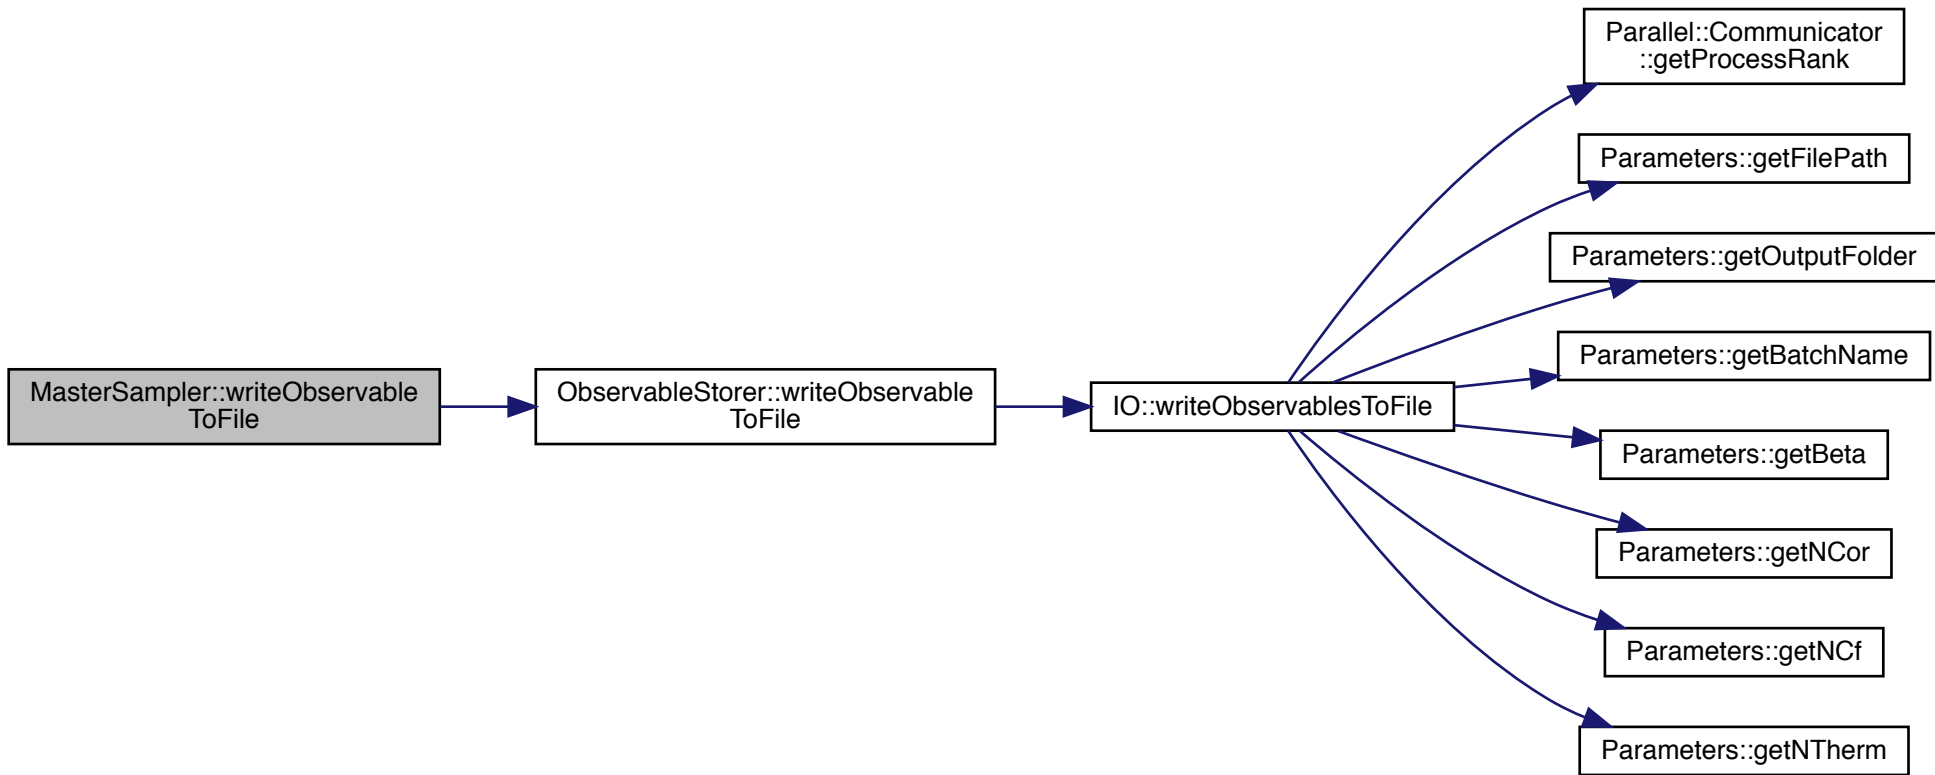 MasterSampler::writeObservable
ToFile
ObservableStorer::writeObservable
ToFile
IO::writeObservablesToFile
Parallel::Communicator
::getProcessRank
Parameters::getFilePath
Parameters::getOutputFolder
Parameters::getBatchName
Parameters::getBeta
Parameters::getNCor
Parameters::getNCf
Parameters::getNTherm